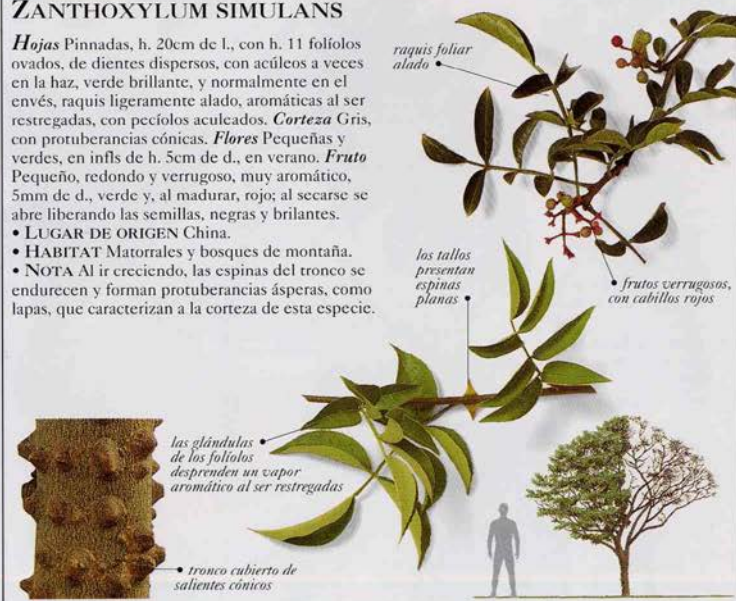 ZANTHOXYLUM SIMULANS
Hojas Pinnadas, h. 20cm de l., con h. 11 folíolos
ovados, de dientes dispersos, con acúleos a veces
en la haz, verde brillante, y normalmente en el
envés, raquis ligeramente alado, aromáticas al ser
restregadas, con pecíolos aculeados. Corteza Gris,
con protuberancias cónicas. Flores Pequeñas y
verdes, en infls de h. 5cm de d., en verano. Fruto
Pequeño, redondo y verrugoso, muy aromático,
5mm de d., verde y, al madurar, rojo; al secarse se
abre liberando las semillas, negras y brilantes.
• LUGAR DE ORIGEN China.
• HABITAT Matorrales y bosques de montaña.
• NOTA Al ir creciendo, las espinas del tronco se
endurecen y forman protuberancias ásperas, como
lapas, que caracterizan a la corteza de esta especie.
raquis foliar
alado
los tallos
presentan
espinas
planas
frutos verrugosos,
con cabillos rojos
las glándulas
de los folíolos
desprenden un vapor
aromático al ser restregadas
tronco cubierto de
salientes cónicos